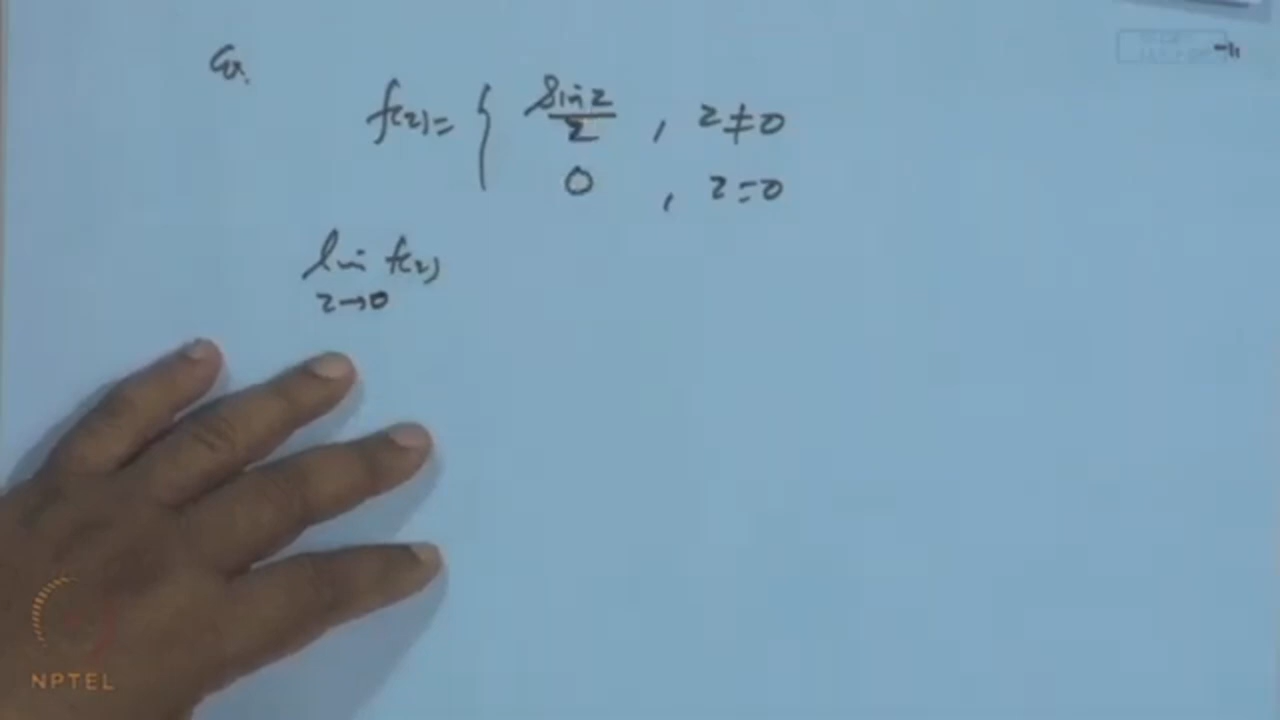 Ex.
f(z) = { sin z / z , z ≠ 0
0 , z = 0
lim f(z)
z→0
NPTEL